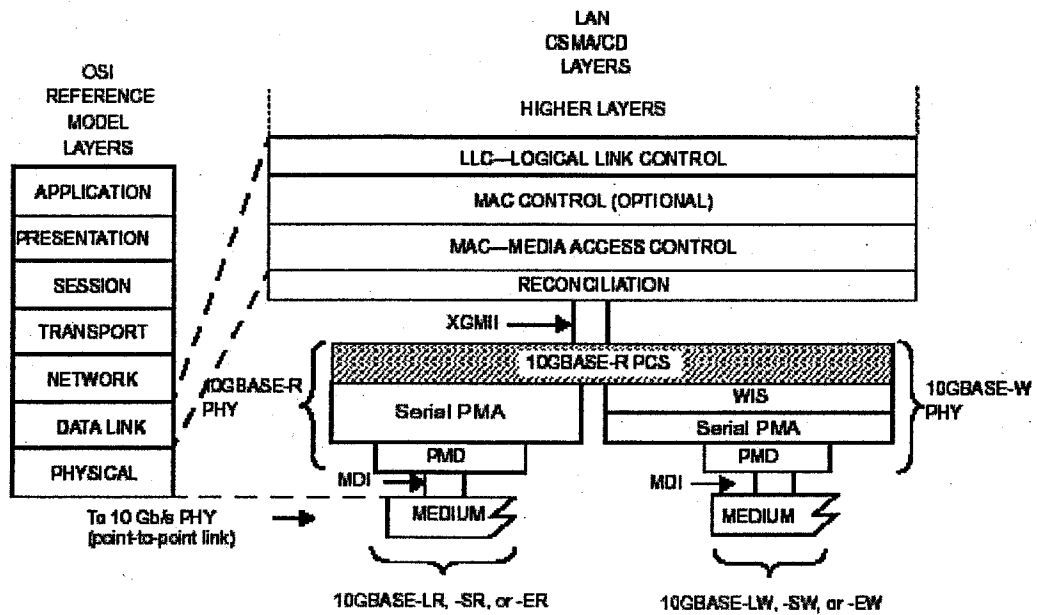 LAN
CSMA/CD
LAYERS
OSI
REFERENCE
MODEL
LAYERS
HIGHER LAYERS
LLC—LOGICAL LINK CONTROL
MAC CONTROL (OPTIONAL)
MAC—MEDIA ACCESS CONTROL
RECONCILIATION
APPLICATION
PRESENTATION
SESSION
TRANSPORT
NETWORK
DATA LINK
PHYSICAL
XGMII
10GBASE-R PCS
10GBASE-R
PHY
Serial PMA
PMD
MDI
MEDIUM
WIS
Serial PMA
PMD
MDI
MEDIUM
10GBASE-W
PHY
To 10 Gb/s PHY
(point-to-point link)
10GBASE-LR, -SR, or -ER
10GBASE-LW, -SW, or -EW